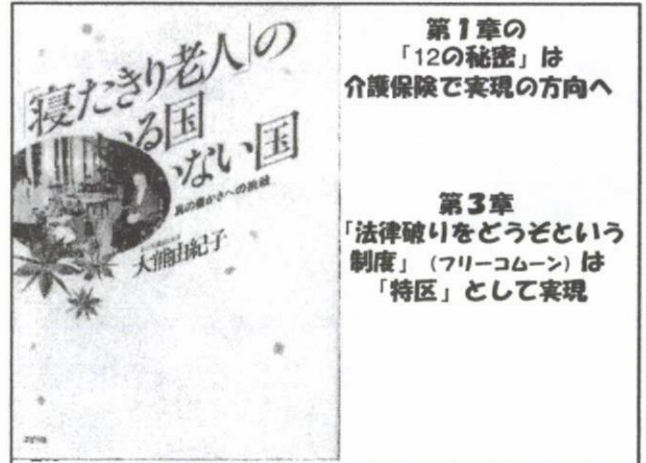 「寝たきり老人」の
いる国
いない国
真の豊かさへの挑戦
大熊由紀子
第1章の
「12の秘密」は
介護保険で実現の方向へ
第3章
「法律破りをどうぞという
制度」（フリーコムーン）は
「特区」として実現